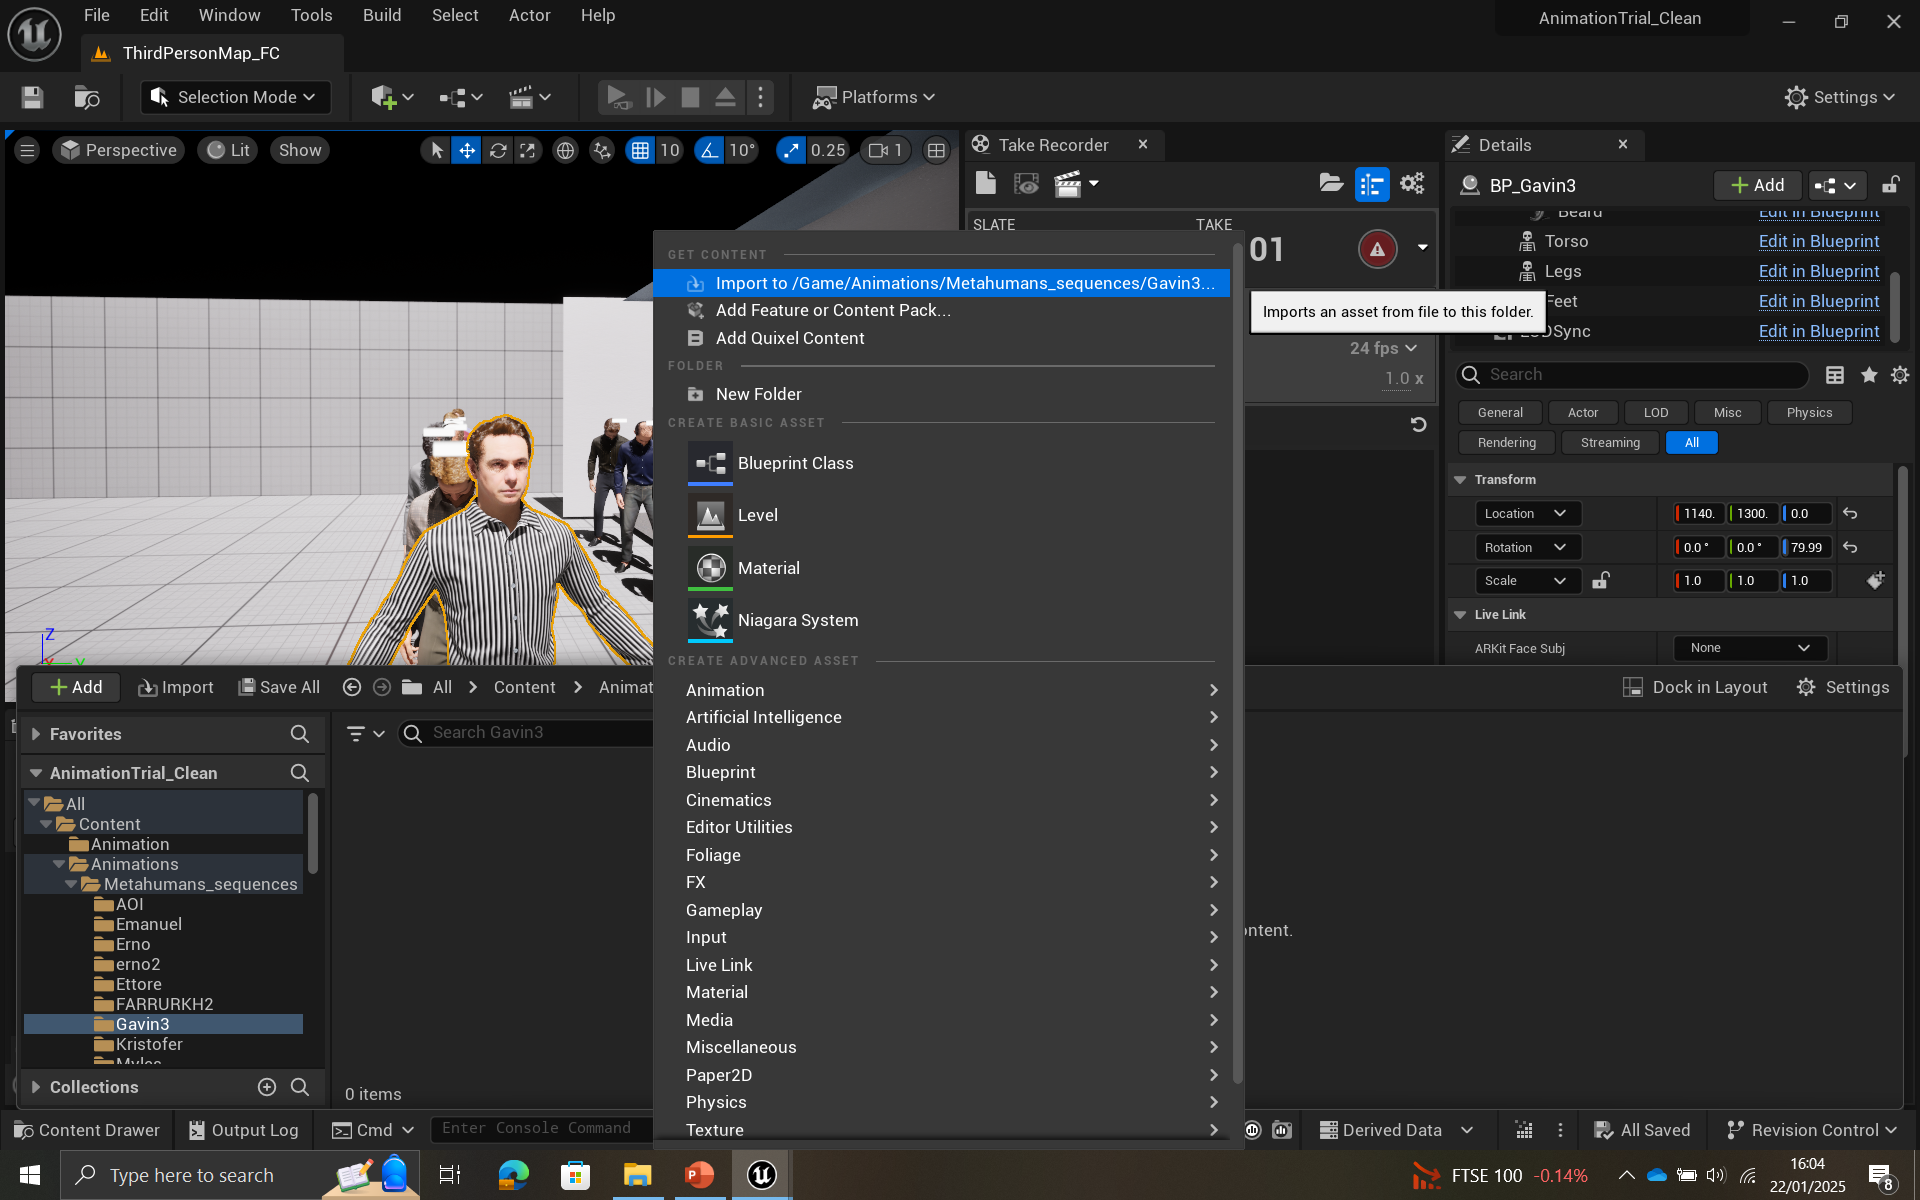 File Edit Window Tools Build Select Actor Help
AnimationTrial_Clean
ThirdPersonMap_FC
Selection Mode
Platforms
Settings
Perspective
Lit
Show
10
10°
0.25
1
Take Recorder
SLATE
TAKE
01
24 fps
1.0 x
Details
BP_Gavin3
Add
Beard Edit in Blueprint
Torso Edit in Blueprint
Legs Edit in Blueprint
Feet Edit in Blueprint
LODSync Edit in Blueprint
Search
General Actor LOD Misc Physics
Rendering Streaming All
Transform
Location 1140. 1300. 0.0
Rotation 0.0 ° 0.0 ° 79.99
Scale 1.0 1.0 1.0
Live Link
ARKit Face Subj None
GET CONTENT
Import to /Game/Animations/Metahumans_sequences/Gavin3...
Imports an asset from file to this folder.
Add Feature or Content Pack...
Add Quixel Content
FOLDER
New Folder
CREATE BASIC ASSET
Blueprint Class
Level
Material
Niagara System
CREATE ADVANCED ASSET
Animation
Artificial Intelligence
Audio
Blueprint
Cinematics
Editor Utilities
Foliage
FX
Gameplay
Input
Live Link
Material
Media
Miscellaneous
Paper2D
Physics
Texture
Z
Y
Add
Import
Save All
All
Content
Animat
Dock in Layout
Settings
Favorites
Search Gavin3
AnimationTrial_Clean
All
Content
Animation
Animations
Metahumans_sequences
AOI
Emanuel
Erno
erno2
Ettore
FARRURKH2
Gavin3
Kristofer
Myles
Collections
0 items
ontent.
Content Drawer
Output Log
Cmd
Enter Console Command
Derived Data
All Saved
Revision Control
Type here to search
FTSE 100 -0.14%
16:04
22/01/2025
8